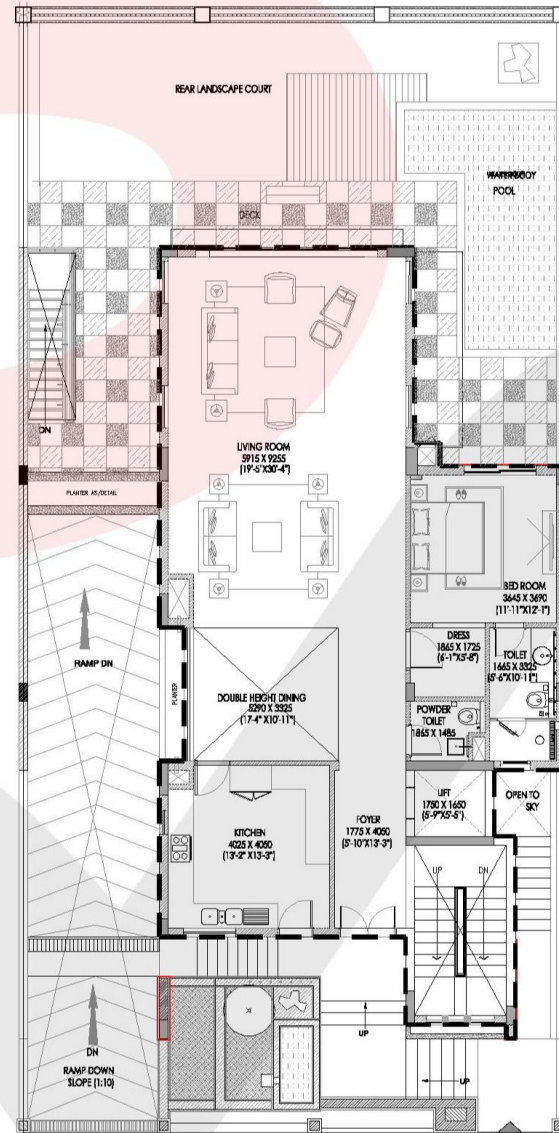 REAR LANDSCAPE COURT
POOL
DECK
DN
LIVING ROOM
5915 X 9255
(19'-5"X30'-4")
PLANTER AS/DETAIL
BED ROOM
3645 X 3690
(11'-11"X12'-1")
RAMP DN
DRESS
1865 X 1725
(6'-1"X5'-8")
TOILET
1665 X 3325
(5'-6"X10'-11")
PLANTER
DOUBLE HEIGHT DINING
5290 X 3325
(17'-4" X10'-11")
POWDER
TOILET
1865 X 1485
LIFT
1750 X 1650
(5'-9"X5'-5")
OPEN TO
SKY
KITCHEN
4025 X 4050
(13'-2" X13'-3")
FOYER
1775 X 4050
(5'-10"X13'-3")
UP
DN
UP
DN
RAMP DOWN
SLOPE (1:10)
UP